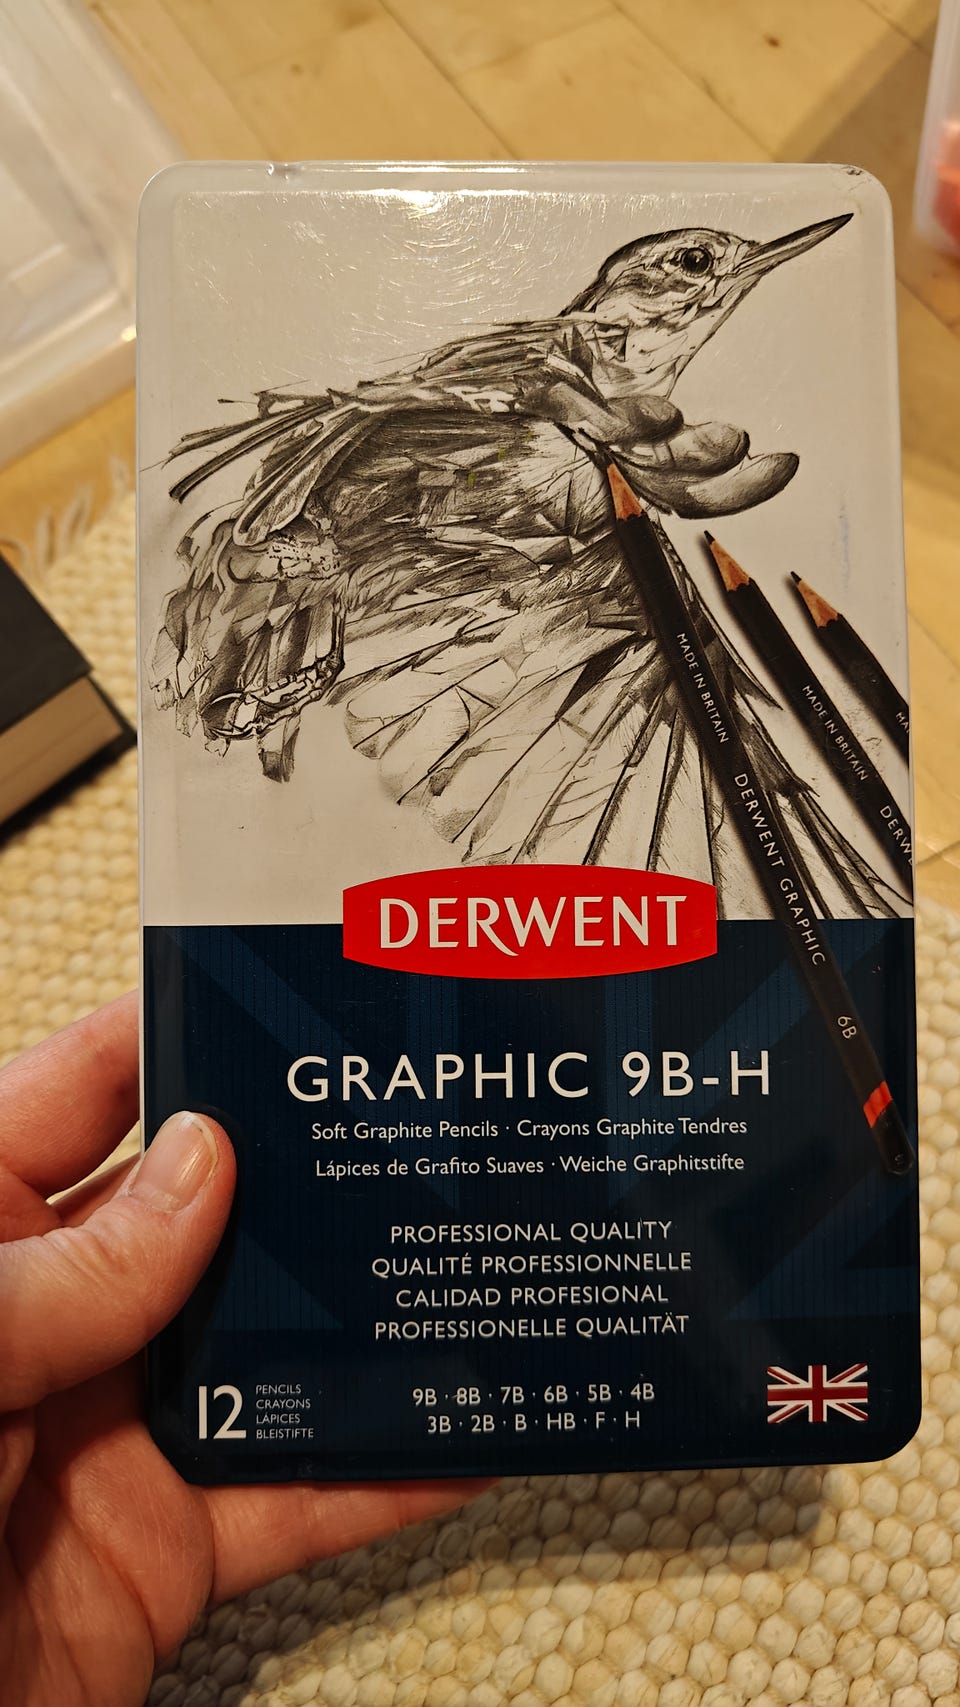 MADE IN BRITAIN DERWENT GRAPHIC 6B
MADE IN BRITAIN DERWE
MA
DERWENT
GRAPHIC 9B-H
Soft Graphite Pencils · Crayons Graphite Tendres
Lápices de Grafito Suaves · Weiche Graphitstifte
PROFESSIONAL QUALITY
QUALITÉ PROFESSIONNELLE
CALIDAD PROFESIONAL
PROFESSIONELLE QUALITÄT
12
PENCILS
CRAYONS
LÁPICES
BLEISTIFTE
9B · 8B · 7B · 6B · 5B · 4B
3B · 2B · B · HB · F · H